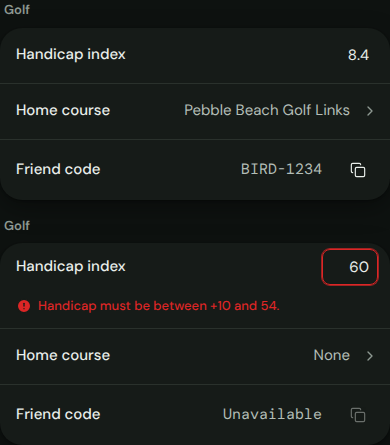 Golf
Handicap index 8.4
Home course Pebble Beach Golf Links
Friend code BIRD-1234
Golf
Handicap index 60
Handicap must be between +10 and 54.
Home course None
Friend code Unavailable